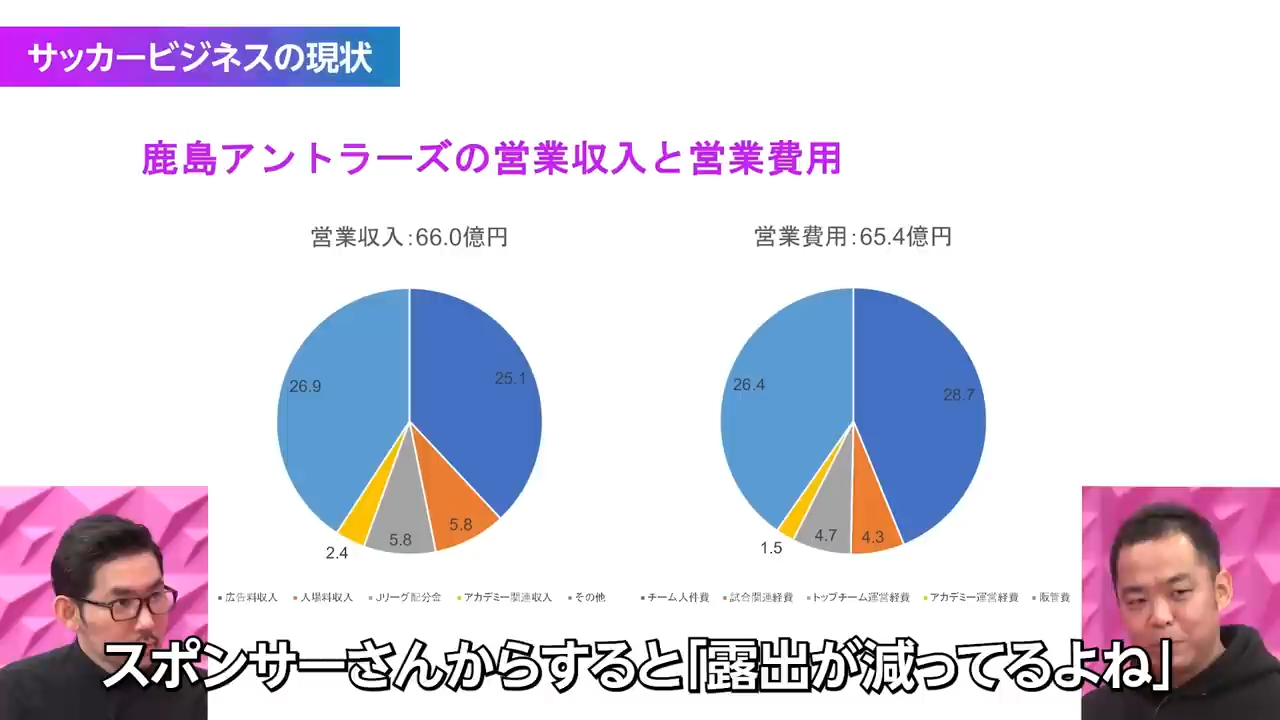 サッカービジネスの現状
鹿島アントラーズの営業収入と営業費用
営業収入：66.0億円
営業費用：65.4億円
26.9
25.1
5.8
5.8
2.4
26.4
28.7
4.3
4.7
1.5
広告料収入 入場料収入 Jリーグ配分金 アカデミー関連収入 その他
チーム人件費 試合関連経費 トップチーム運営経費 アカデミー運営経費 販管費
スポンサーさんからすると「露出が減ってるよね」